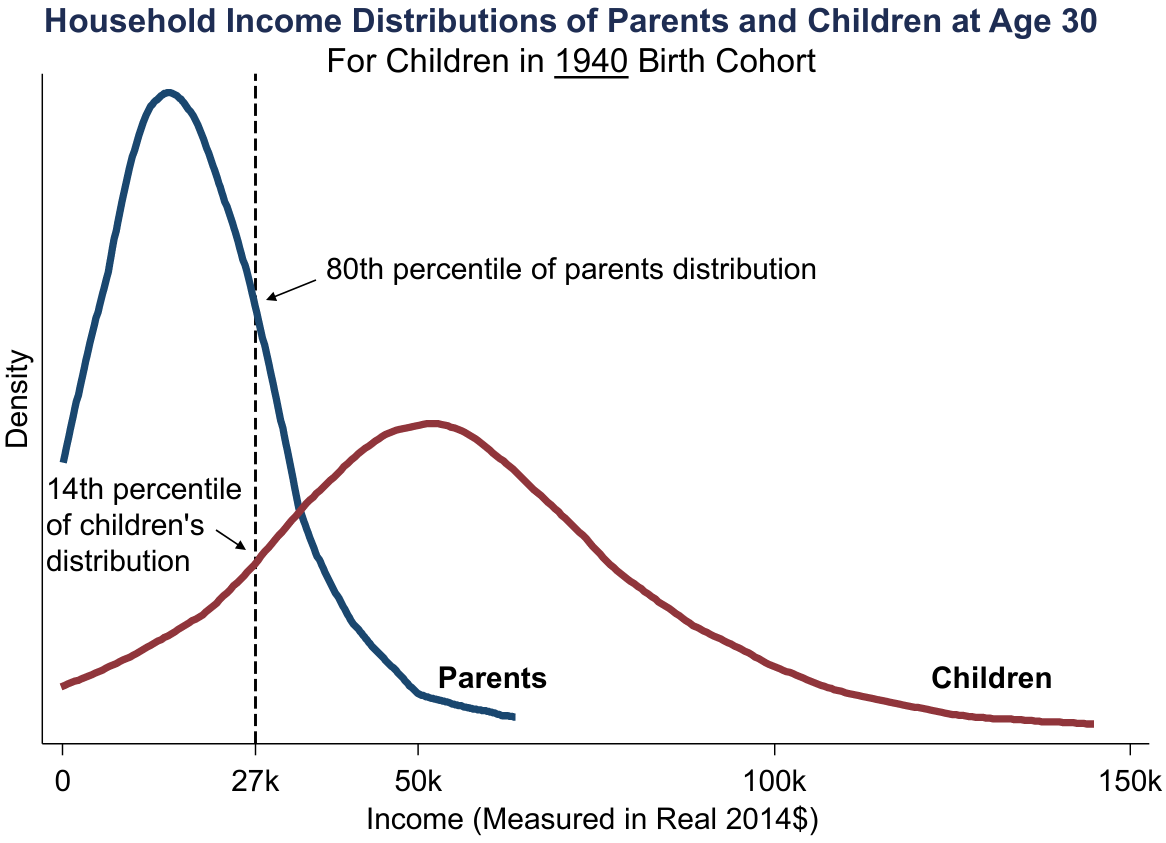 Household Income Distributions of Parents and Children at Age 30
For Children in 1940 Birth Cohort
80th percentile of parents distribution
Density
14th percentile
of children's
distribution
Parents
Children
0
27k
50k
100k
150k
Income (Measured in Real 2014$)